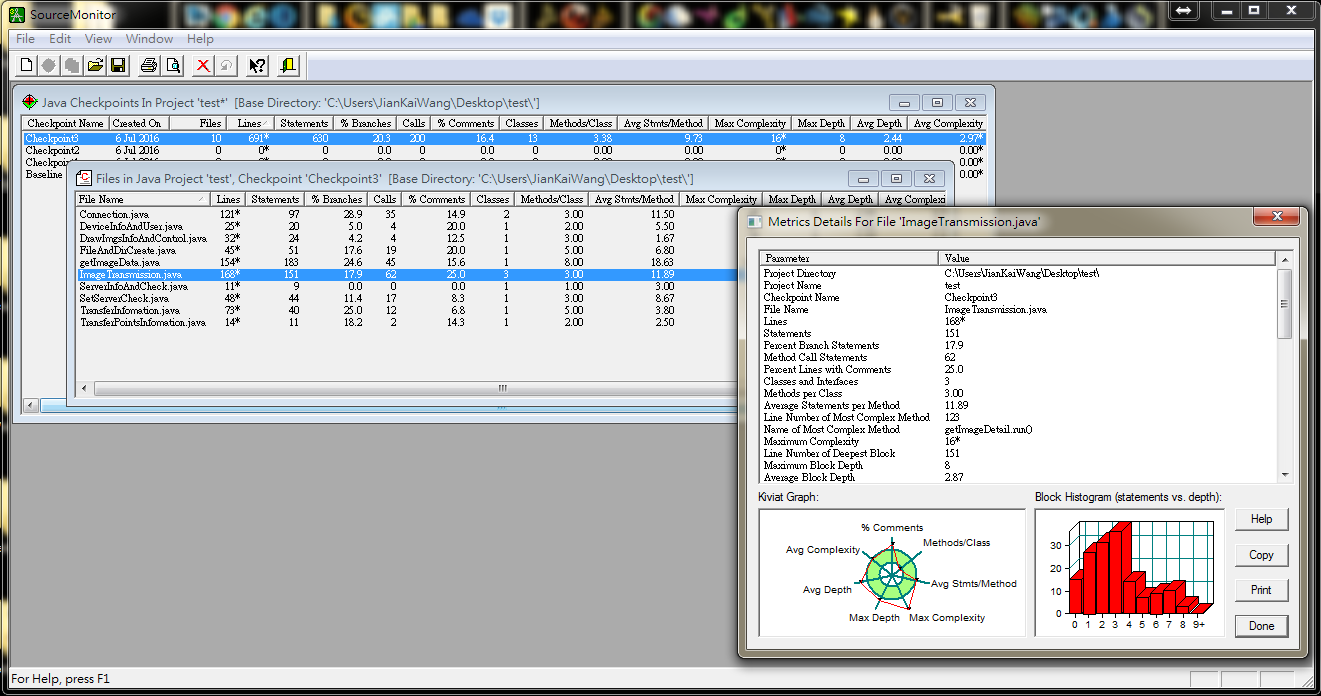 SourceMonitor
File Edit View Window Help
Java Checkpoints In Project 'test*' [Base Directory: 'C:\Users\JianKaiWang\Desktop\test\']
Checkpoint Name Created On Files Lines Statements % Branches Calls % Comments Classes Methods/Class Avg Stmts/Method Max Complexity Max Depth Avg Depth Avg Complexity
Checkpoint3 6 Jul 2016 10 691* 630 20.3 200 16.4 13 3.38 9.73 16* 8 2.44 2.97*
Checkpoint2 6 Jul 2016 0 0* 0 0.0 0 0.0 0 0.00 0.00 0* 0 0.00 0.00*
0.00*
Baseline 0.00*
Files in Java Project 'test', Checkpoint 'Checkpoint3' [Base Directory: 'C:\Users\JianKaiWang\Desktop\test\']
File Name Lines Statements % Branches Calls % Comments Classes Methods/Class Avg Stmts/Method Max Complexity Max Depth Avg Depth Avg Complexi
Connection.java 121* 97 28.9 35 14.9 2 3.00 11.50
DeviceInfoAndUser.java 25* 20 5.0 4 20.0 1 2.00 5.50
DrawImgsInfoAndControl.java 32* 24 4.2 4 12.5 1 3.00 1.67
FileAndDirCreate.java 45* 51 17.6 19 20.0 1 5.00 6.80
getImageData.java 154* 183 24.6 45 15.6 1 8.00 18.63
ImageTransmission.java 168* 151 17.9 62 25.0 3 3.00 11.89
ServerInfoAndCheck.java 11* 9 0.0 0 0.0 1 1.00 3.00
SetServerCheck.java 48* 44 11.4 17 8.3 1 3.00 8.67
TransferInfomation.java 73* 40 25.0 12 6.8 1 5.00 3.80
TransferPointsInfomation.java 14* 11 18.2 2 14.3 1 2.00 2.50
Metrics Details For File 'ImageTransmission.java'
Parameter Value
Project Directory C:\Users\JianKaiWang\Desktop\test\
Project Name test
Checkpoint Name Checkpoint3
File Name ImageTransmission.java
Lines 168*
Statements 151
Percent Branch Statements 17.9
Method Call Statements 62
Percent Lines with Comments 25.0
Classes and Interfaces 3
Methods per Class 3.00
Average Statements per Method 11.89
Line Number of Most Complex Method 123
Name of Most Complex Method getImageDetail.run()
Maximum Complexity 16*
Line Number of Deepest Block 151
Maximum Block Depth 8
Average Block Depth 2.87
Kiviat Graph:
% Comments
Methods/Class
Avg Complexity
Avg Stmts/Method
Avg Depth
Max Depth
Max Complexity
Block Histogram (statements vs. depth):
30
20
10
0
0 1 2 3 4 5 6 7 8 9+
Help
Copy
Print
Done
For Help, press F1